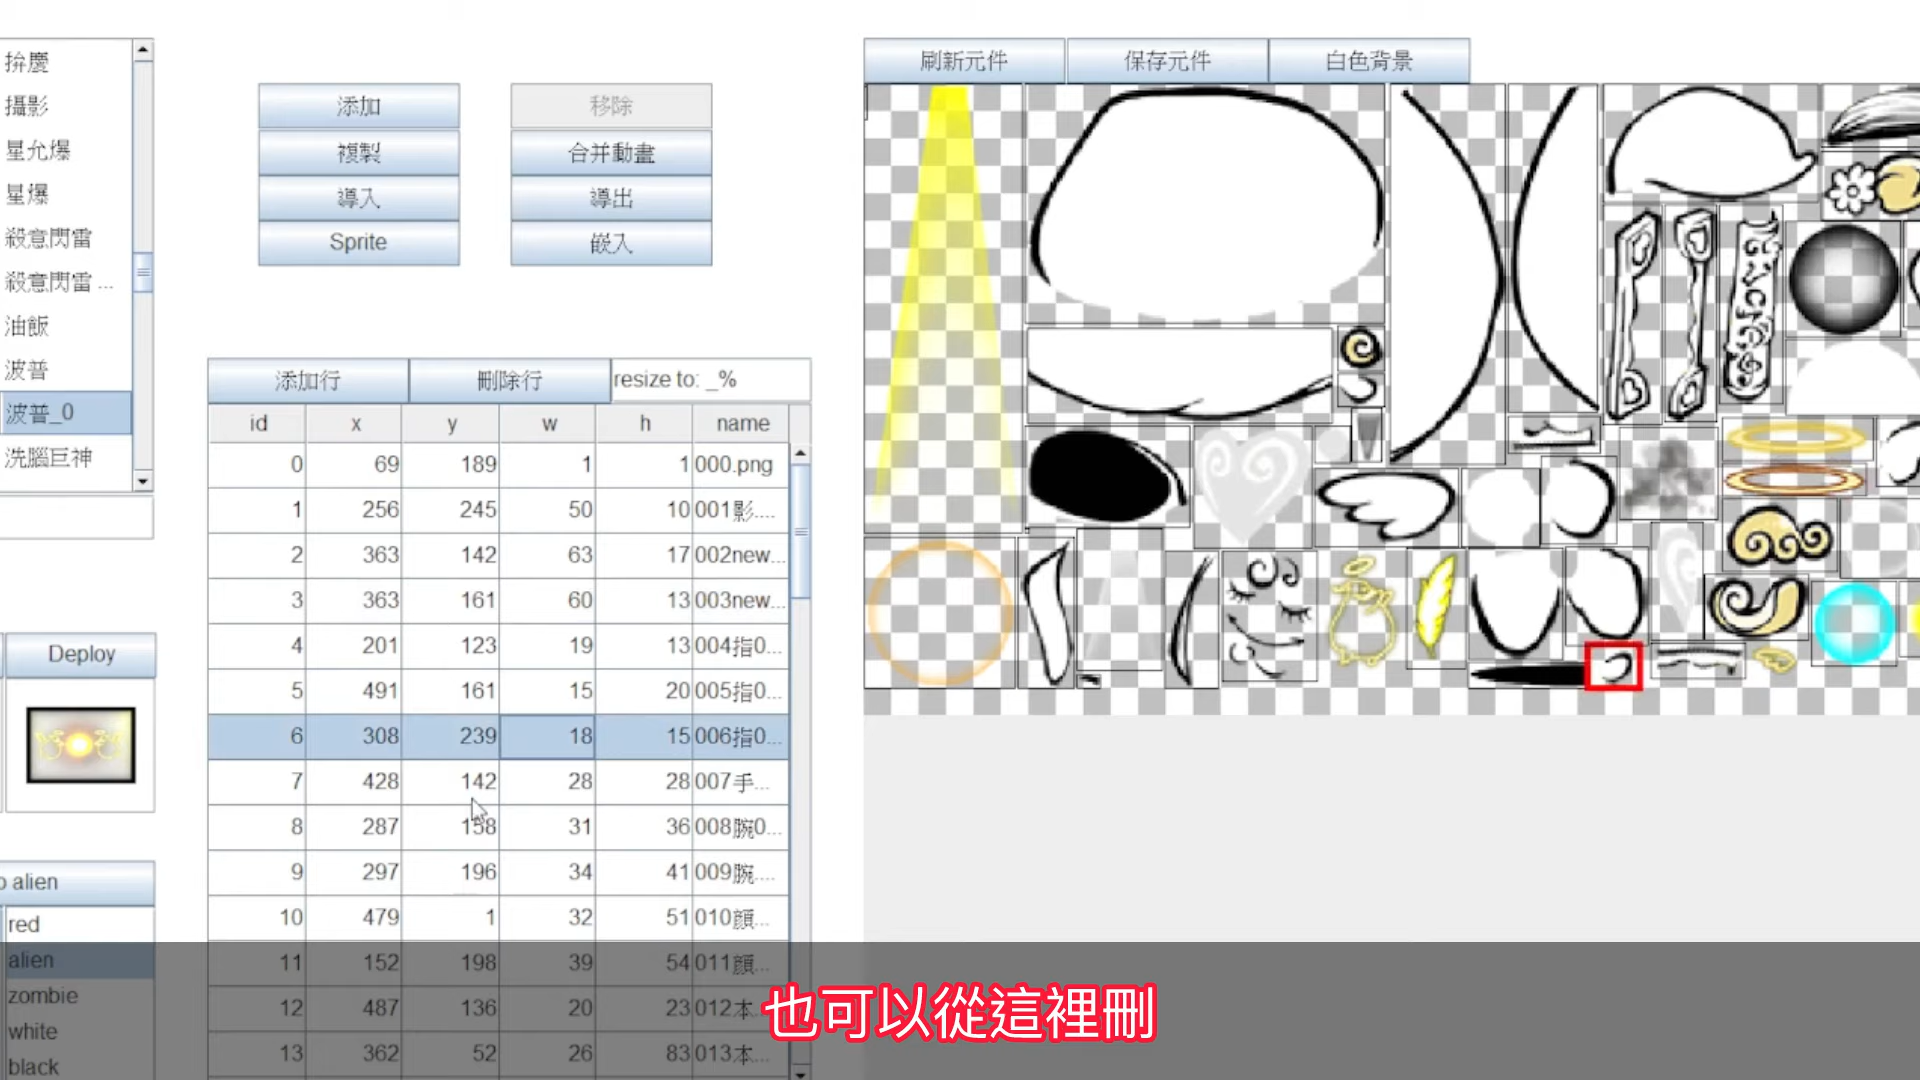 拚慶
攝影
星允爆
星爆
殺意閃雷
殺意閃雷 ...
油飯
波普
波普_0
洗腦巨神
添加
移除
複製
合并動畫
導入
導出
Sprite
嵌入
刷新元件
保存元件
白色背景
添加行
刪除行
resize to: _%
id x y w h name
0 69 189 1 1 000.png
1 256 245 50 10 001影....
2 363 142 63 17 002new...
3 363 161 60 13 003new...
4 201 123 19 13 004指0...
5 491 161 15 20 005指0...
6 308 239 18 15 006指0...
7 428 142 28 28 007手...
8 287 158 31 36 008腕0...
9 297 196 34 41 009腕....
10 479 1 32 51 010顔...
11 152 198 39 54 011顔...
12 487 136 20 23 012本...
13 362 52 26 83 013本...
Deploy
o alien
red
alien
zombie
white
black
也可以從這裡刪